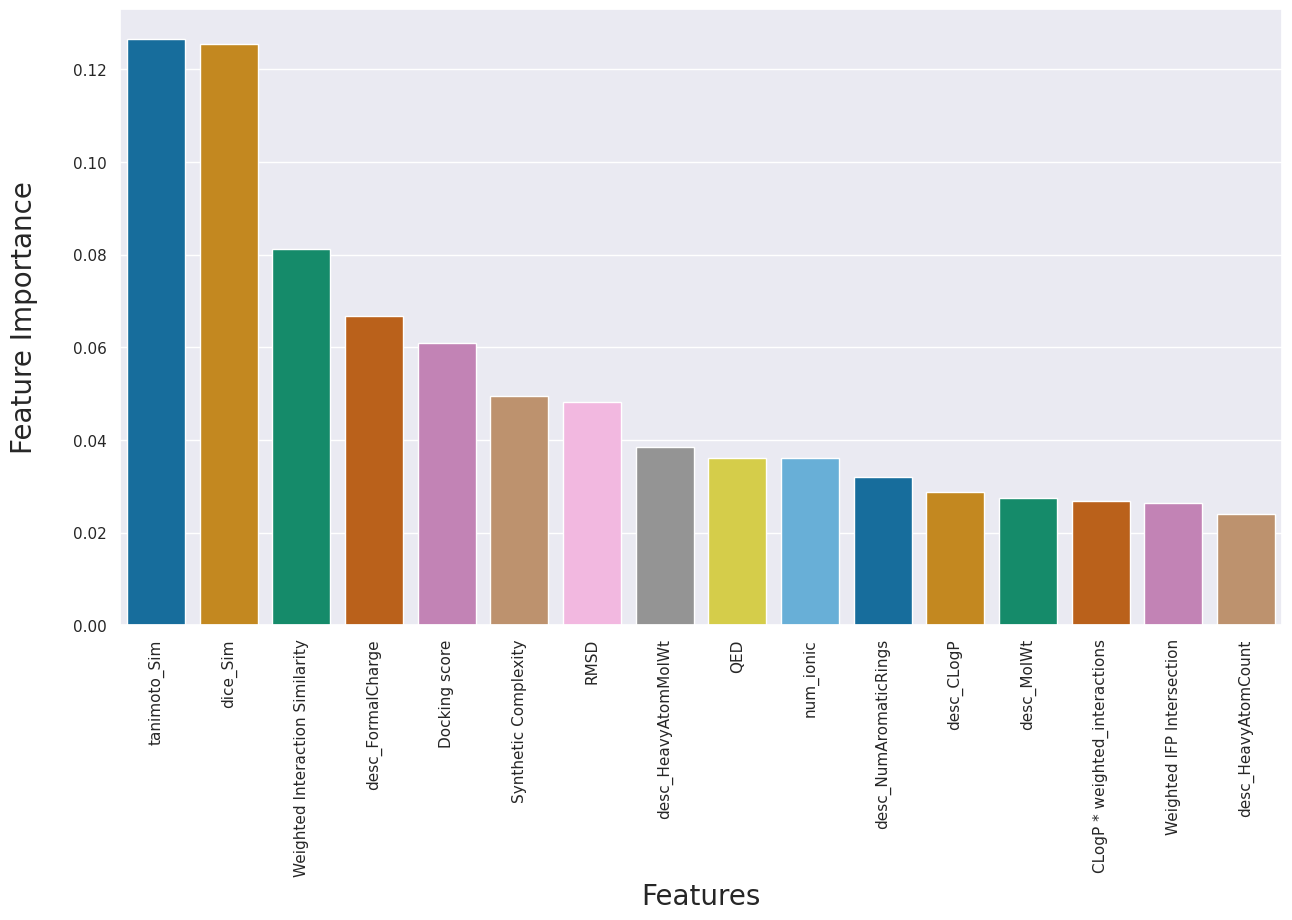 0.12
0.10
0.08
0.06
0.04
0.02
0.00
Feature Importance
tanimoto_Sim
dice_Sim
Weighted Interaction Similarity
desc_FormalCharge
Docking score
Synthetic Complexity
RMSD
desc_HeavyAtomMolWt
QED
num_ionic
desc_NumAromaticRings
desc_CLogP
desc_MolWt
CLogP * weighted_interactions
Weighted IFP Intersection
desc_HeavyAtomCount
Features